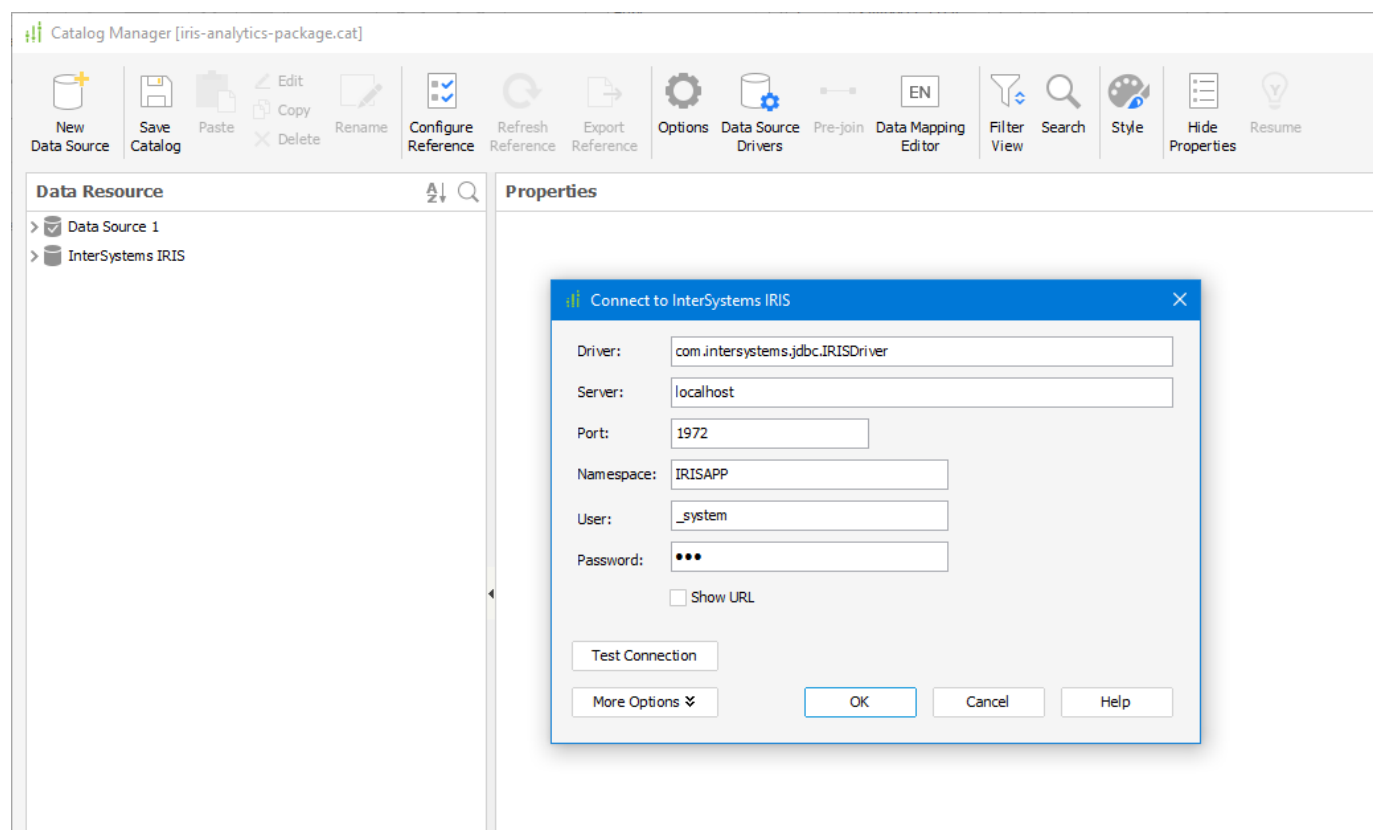 Catalog Manager [iris-analytics-package.cat]
New Data Source
Save Catalog
Paste
Edit
Copy
Delete
Rename
Configure Reference
Refresh Reference
Export Reference
Options
Data Source Drivers
Pre-join
EN
Data Mapping Editor
Filter View
Search
Style
Hide Properties
Y
Resume
Data Resource
A
Z
Properties
Data Source 1
InterSystems IRIS
Connect to InterSystems IRIS
Driver: com.intersystems.jdbc.IRISDriver
Server: localhost
Port: 1972
Namespace: IRISAPP
User: _system
Password: •••
Show URL
Test Connection
More Options
OK
Cancel
Help